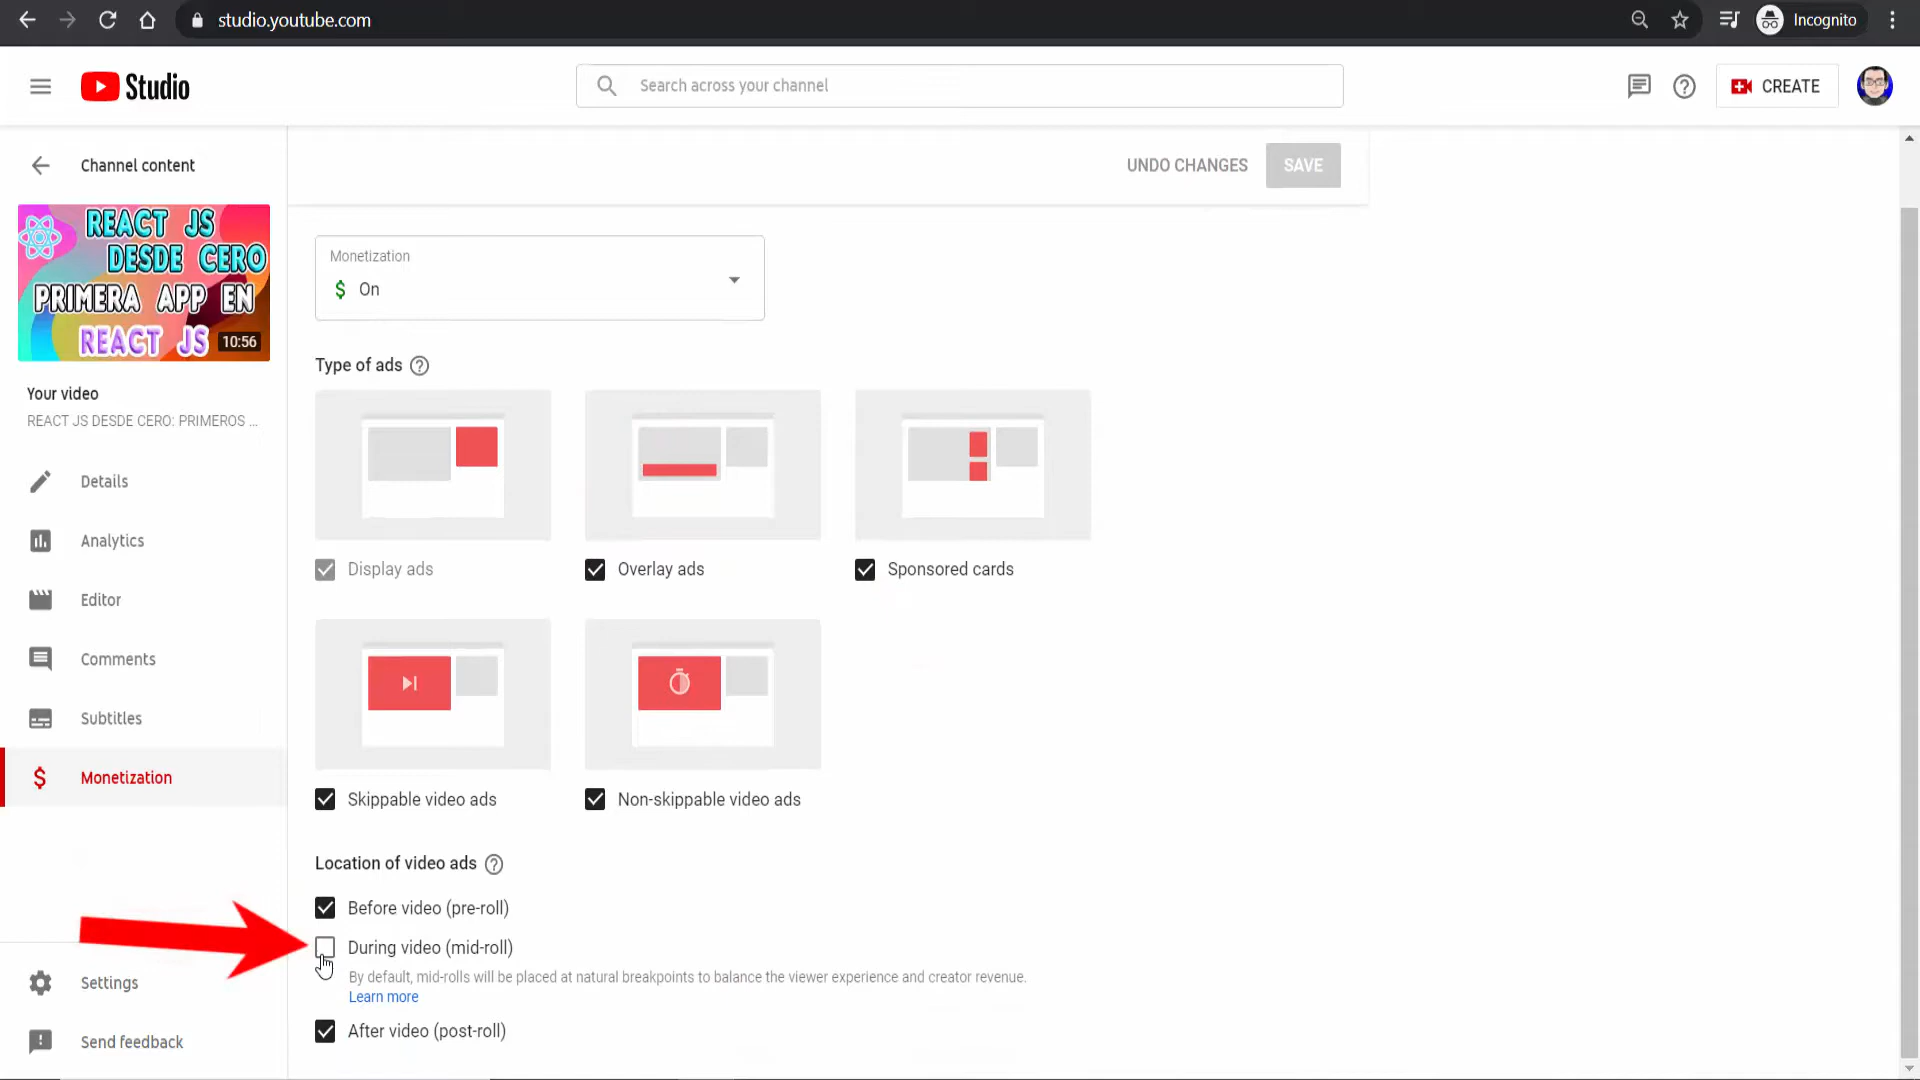 studio.youtube.com
Incognito
Studio
Search across your channel
CREATE
Channel content
UNDO CHANGES
SAVE
REACT JS
DESDE CERO
PRIMERA APP EN
REACT JS
10:56
Your video
REACT JS DESDE CERO: PRIMEROS ...
Details
Analytics
Editor
Comments
Subtitles
Monetization
Settings
Send feedback
Monetization
$ On
Type of ads
Display ads
Overlay ads
Sponsored cards
Skippable video ads
Non-skippable video ads
Location of video ads
Before video (pre-roll)
During video (mid-roll)
By default, mid-rolls will be placed at natural breakpoints to balance the viewer experience and creator revenue.
Learn more
After video (post-roll)